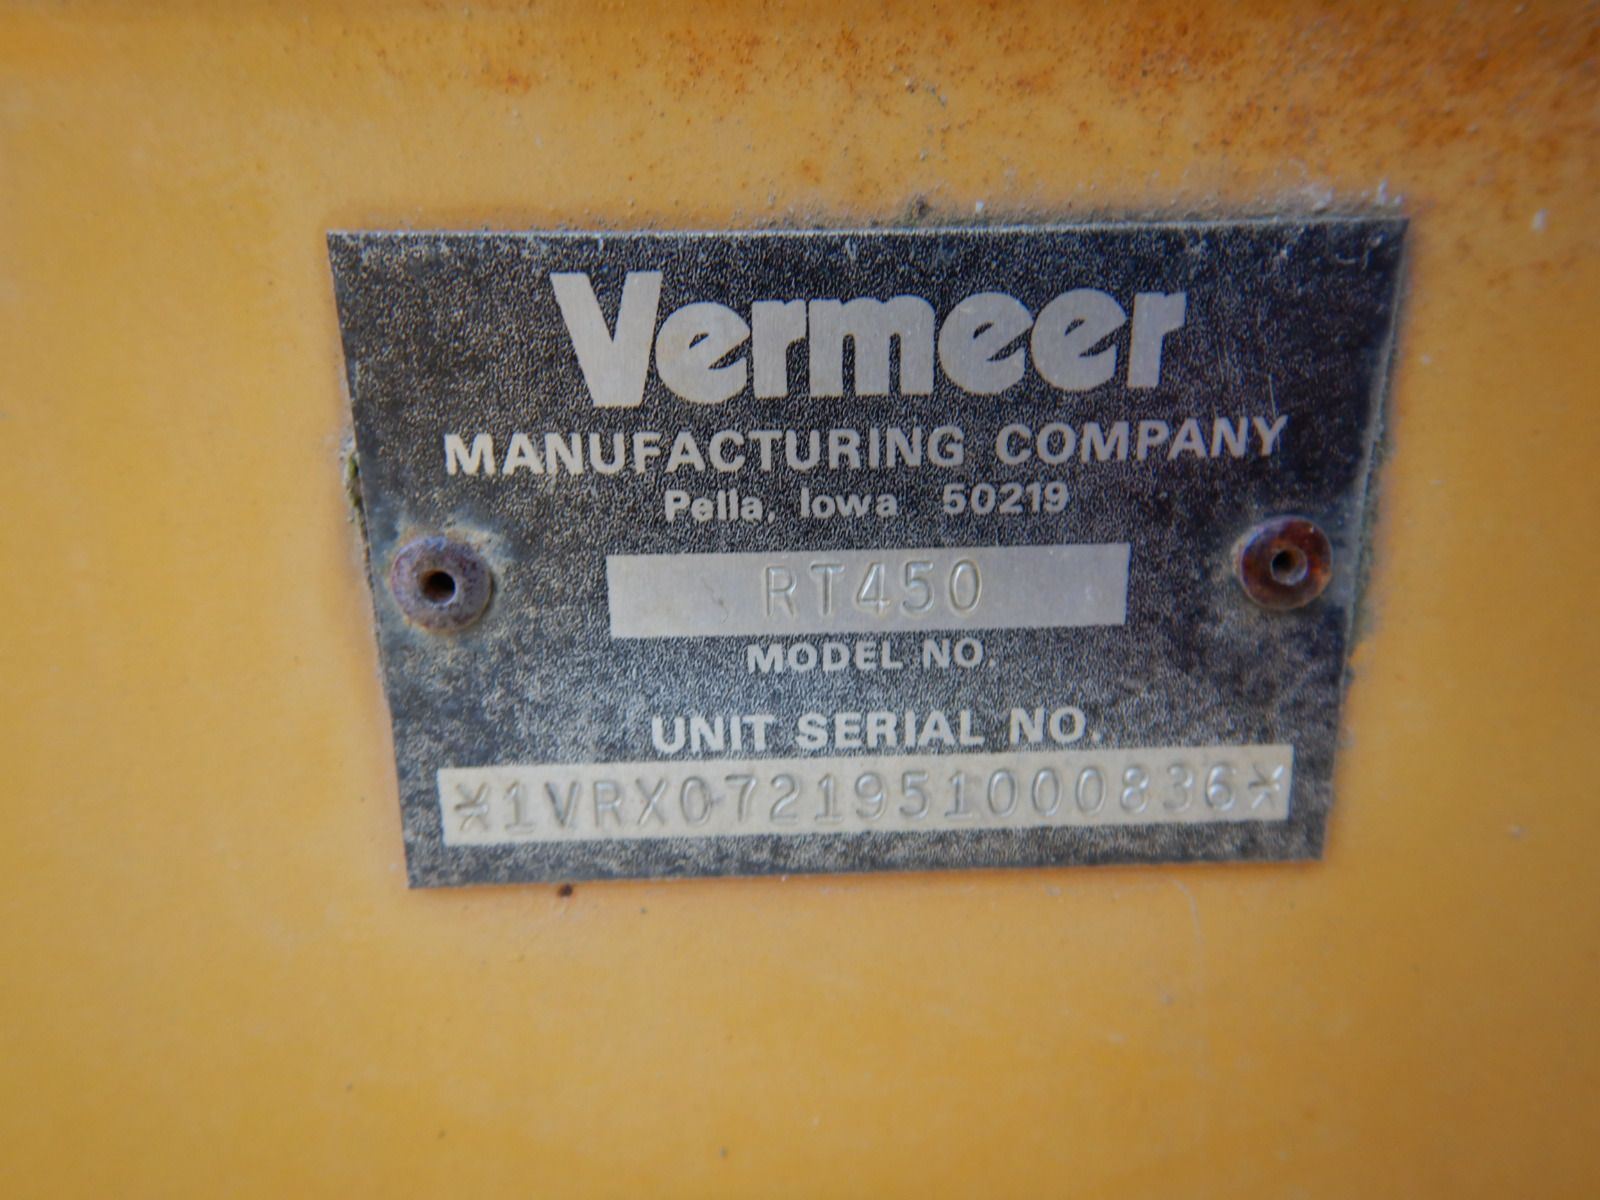 Vermeer
MANUFACTURING COMPANY
Pella, Iowa 50219
RT450
MODEL NO.
UNIT SERIAL NO.
*1VRX0721951000836*